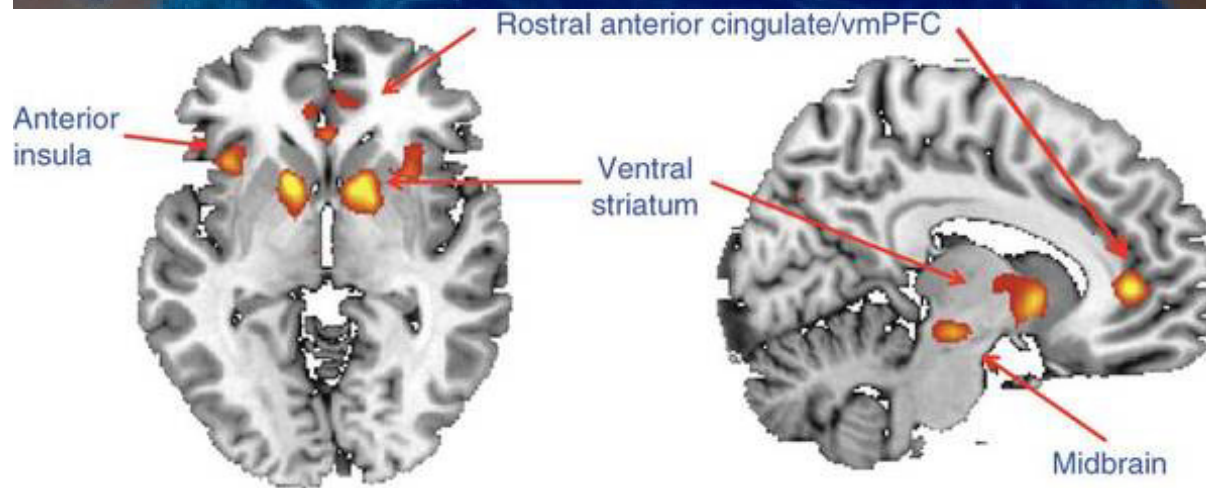 Rostral anterior cingulate/vmPFC
Anterior
insula
Ventral
striatum
Midbrain